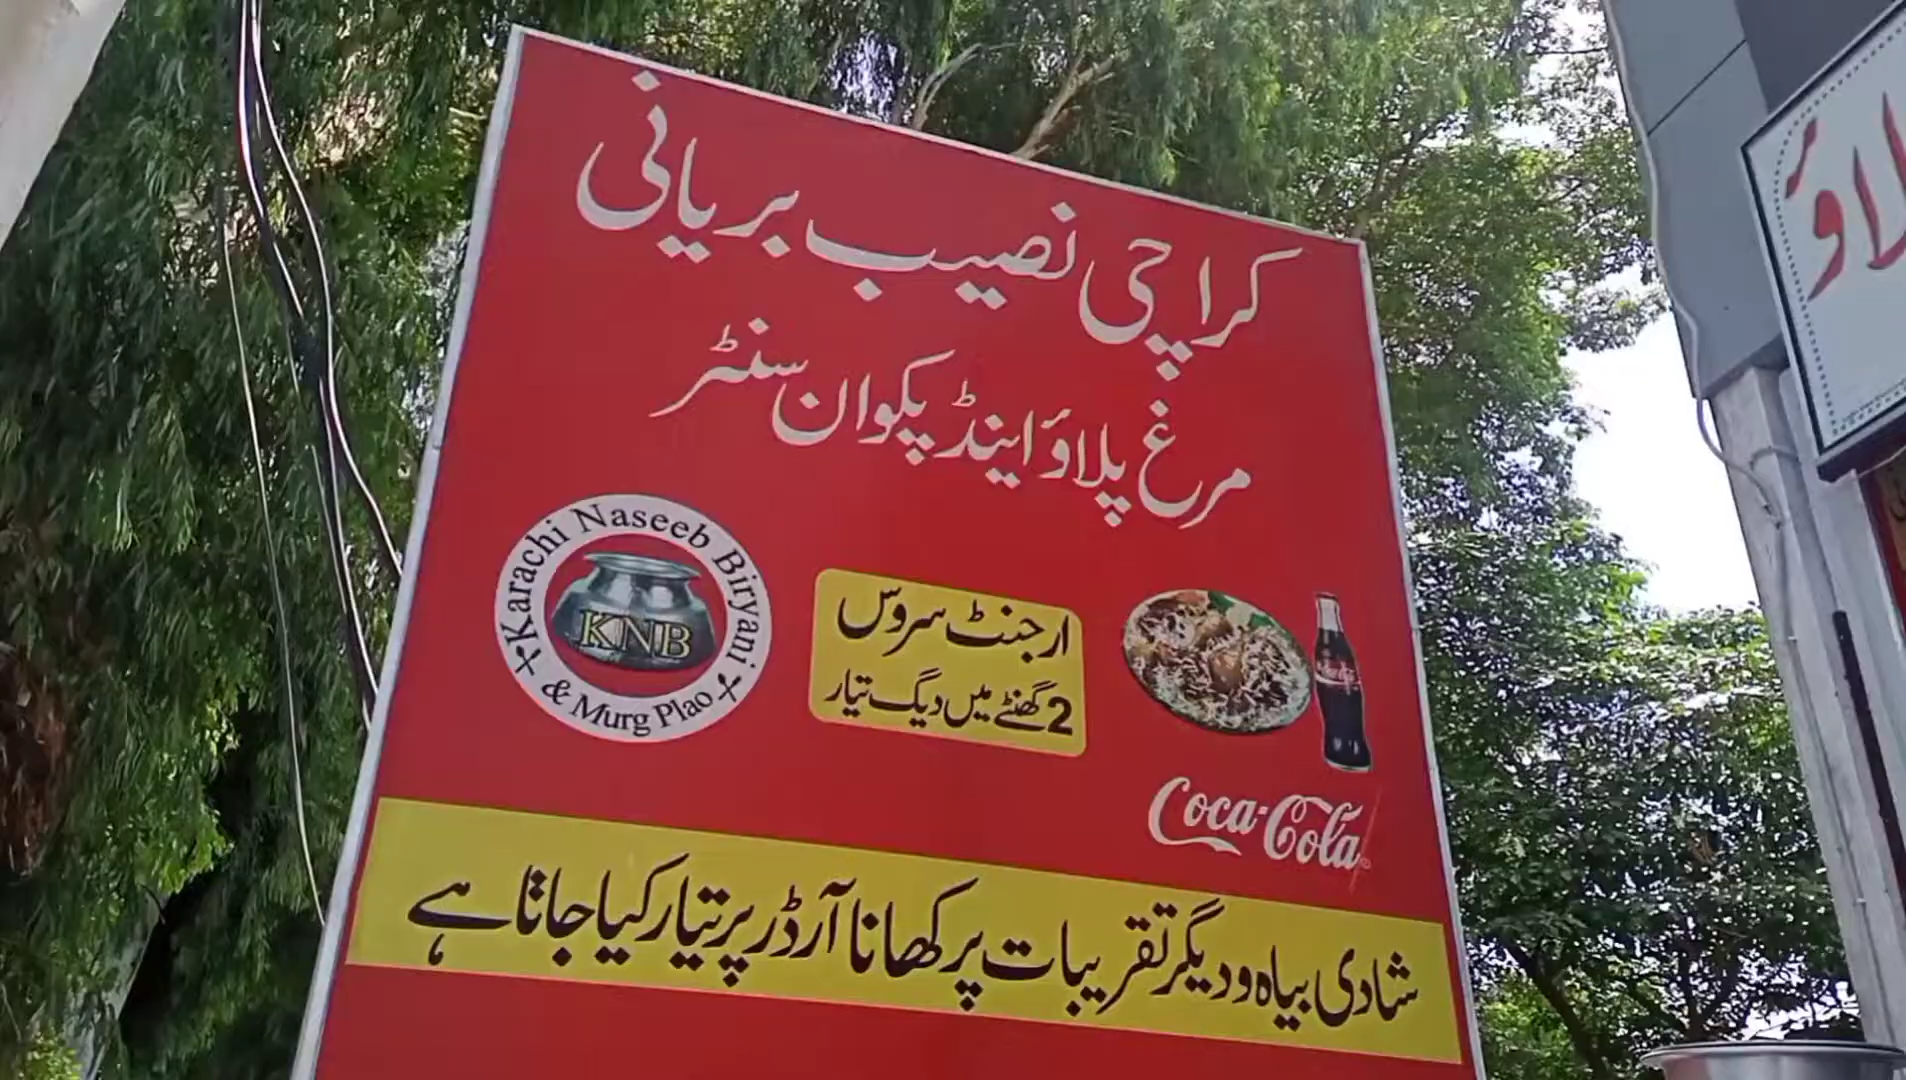 کراچی نصیب بریانی
مرغ پلاؤ اینڈ پکوان سنٹر
Karachi Naseeb Biryani
& Murg Plao
KNB
ارجنٹ سروس
2 گھنٹے میں دیگ تیار
Coca-Cola
شادی بیاہ و دیگر تقریبات پر کھانا آرڈر پر تیار کیا جاتا ہے